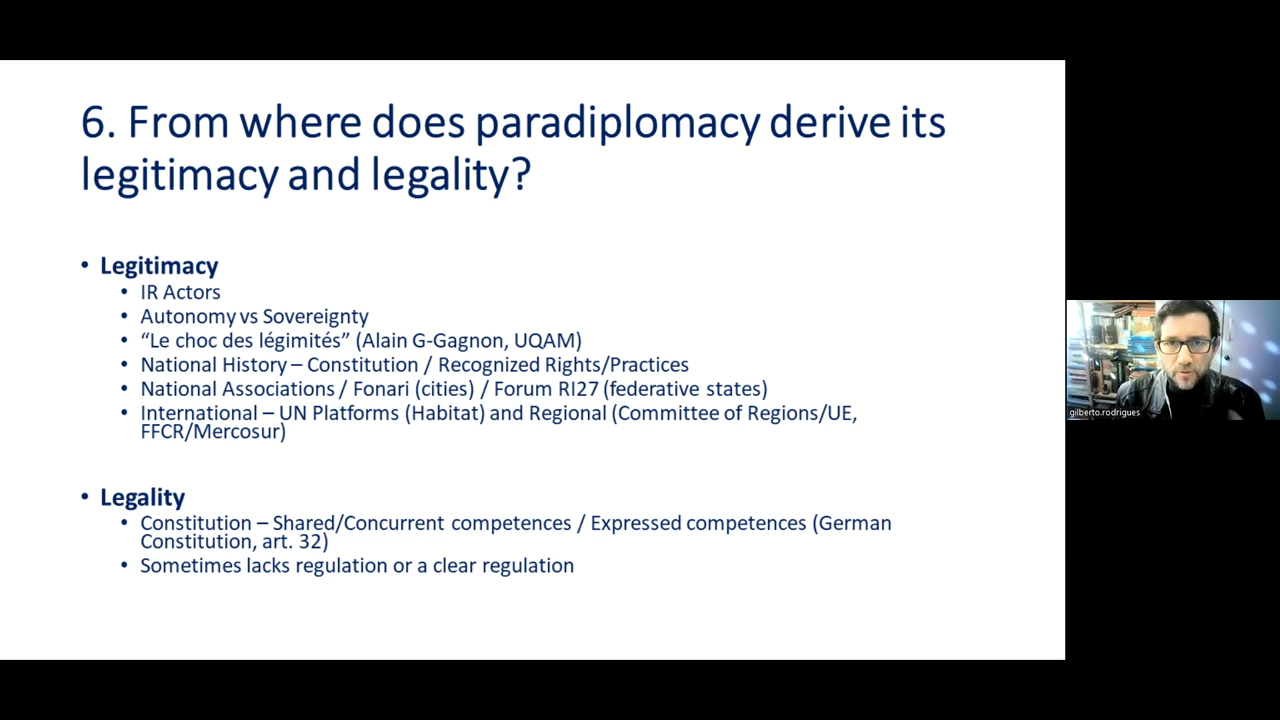 6. From where does paradiplomacy derive its
legitimacy and legality?
• Legitimacy
• IR Actors
• Autonomy vs Sovereignty
• “Le choc des légimités” (Alain G-Gagnon, UQAM)
• National History – Constitution / Recognized Rights/Practices
• National Associations / Fonari (cities) / Forum RI27 (federative states)
• International – UN Platforms (Habitat) and Regional (Committee of Regions/UE,
FFCR/Mercosur)
• Legality
• Constitution – Shared/Concurrent competences / Expressed competences (German
Constitution, art. 32)
• Sometimes lacks regulation or a clear regulation
gilberto.rodrigues